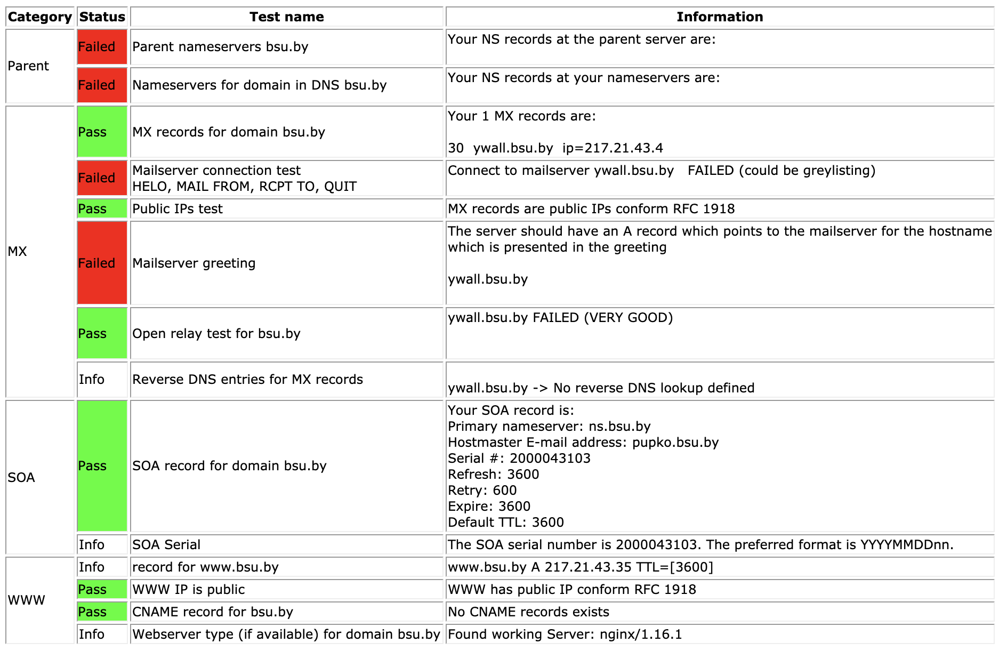 Category Status Test name Information
Parent
Failed Parent nameservers bsu.by Your NS records at the parent server are:
Failed Nameservers for domain in DNS bsu.by Your NS records at your nameservers are:
MX
Pass MX records for domain bsu.by
Your 1 MX records are:
30 ywall.bsu.by ip=217.21.43.4
Failed
Mailserver connection test
HELO, MAIL FROM, RCPT TO, QUIT
Connect to mailserver ywall.bsu.by FAILED (could be greylisting)
Pass Public IPs test MX records are public IPs conform RFC 1918
Failed Mailserver greeting
The server should have an A record which points to the mailserver for the hostname
which is presented in the greeting
ywall.bsu.by
Pass Open relay test for bsu.by ywall.bsu.by FAILED (VERY GOOD)
Info Reverse DNS entries for MX records ywall.bsu.by -> No reverse DNS lookup defined
SOA
Pass SOA record for domain bsu.by
Your SOA record is:
Primary nameserver: ns.bsu.by
Hostmaster E-mail address: pupko.bsu.by
Serial #: 2000043103
Refresh: 3600
Retry: 600
Expire: 3600
Default TTL: 3600
Info SOA Serial The SOA serial number is 2000043103. The preferred format is YYYYMMDDnn.
WWW
Info record for www.bsu.by www.bsu.by A 217.21.43.35 TTL=[3600]
Pass WWW IP is public WWW has public IP conform RFC 1918
Pass CNAME record for bsu.by No CNAME records exists
Info Webserver type (if available) for domain bsu.by Found working Server: nginx/1.16.1